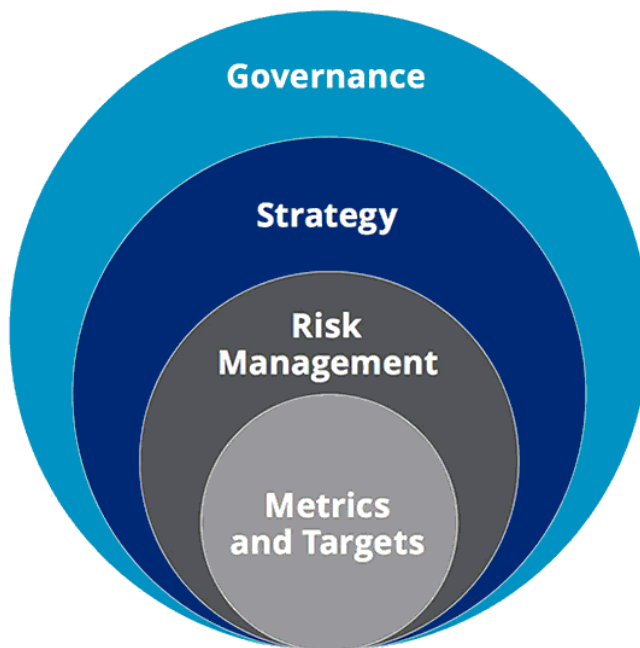 Governance
Strategy
Risk
Management
Metrics
and Targets